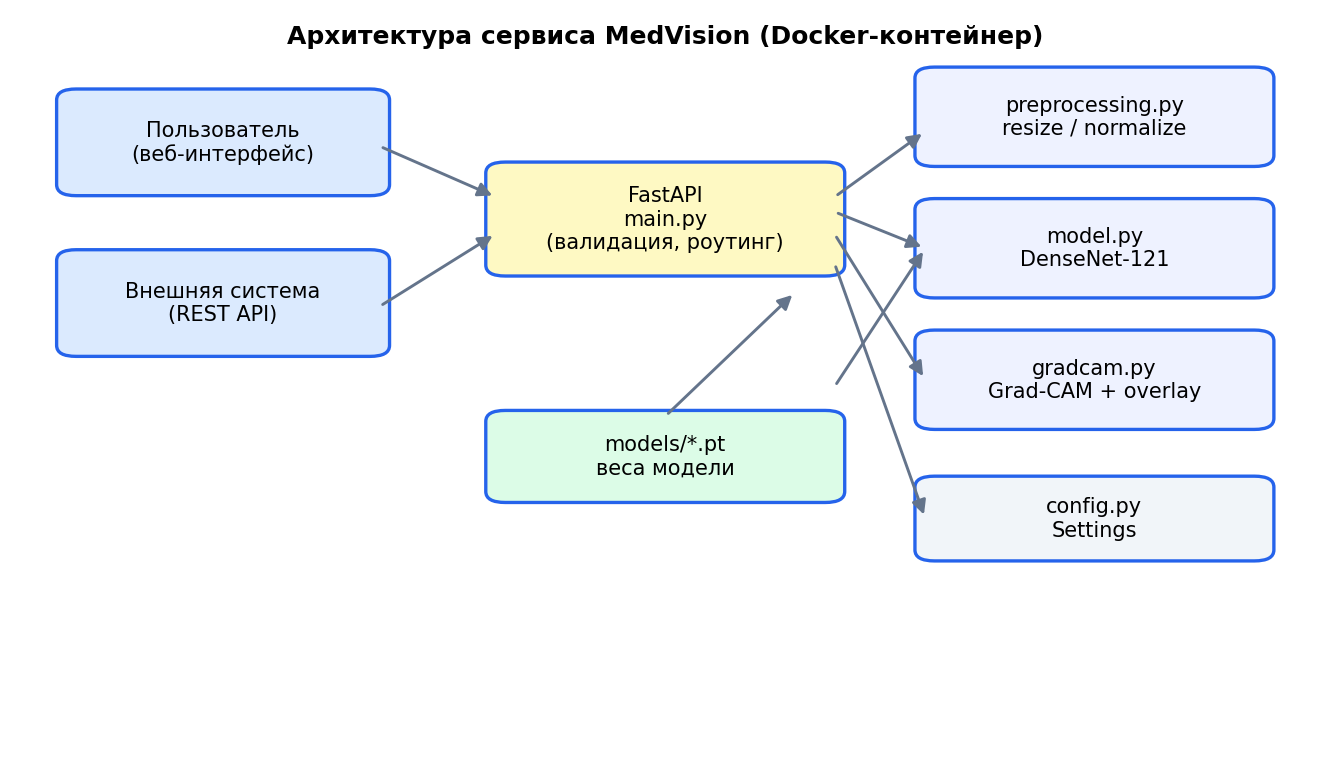 Архитектура сервиса MedVision (Docker-контейнер)
Пользователь
(веб-интерфейс)
Внешняя система
(REST API)
FastAPI
main.py
(валидация, роутинг)
models/*.pt
веса модели
preprocessing.py
resize / normalize
model.py
DenseNet-121
gradcam.py
Grad-CAM + overlay
config.py
Settings